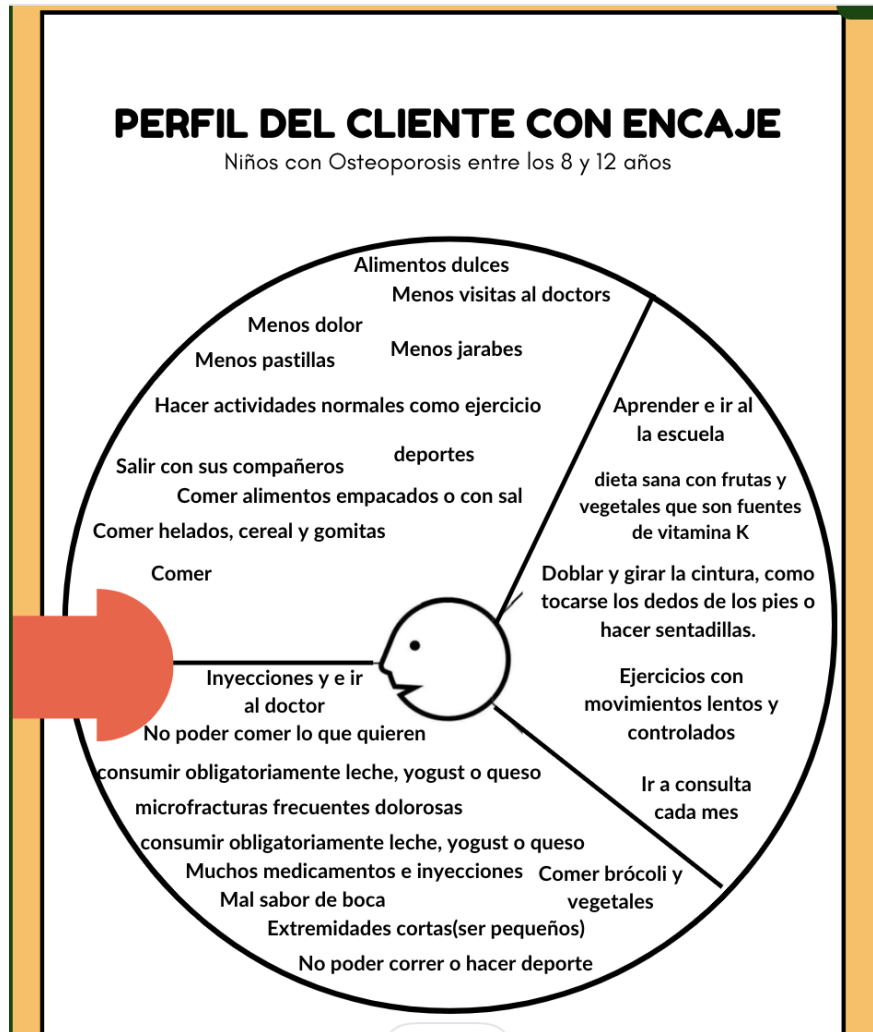 PERFIL DEL CLIENTE CON ENCAJE
Niños con Osteoporosis entre los 8 y 12 años
Alimentos dulces
Menos visitas al doctors
Menos dolor
Menos jarabes
Menos pastillas
Hacer actividades normales como ejercicio
deportes
Salir con sus compañeros
Comer alimentos empacados o con sal
Comer helados, cereal y gomitas
Comer
Aprender e ir al
la escuela
dieta sana con frutas y
vegetales que son fuentes
de vitamina K
Doblar y girar la cintura, como
tocarse los dedos de los pies o
hacer sentadillas.
Ejercicios con
movimientos lentos y
controlados
Ir a consulta
cada mes
Inyecciones y e ir
al doctor
No poder comer lo que quieren
consumir obligatoriamente leche, yogust o queso
microfracturas frecuentes dolorosas
consumir obligatoriamente leche, yogust o queso
Muchos medicamentos e inyecciones
Comer brócoli y
vegetales
Mal sabor de boca
Extremidades cortas(ser pequeños)
No poder correr o hacer deporte